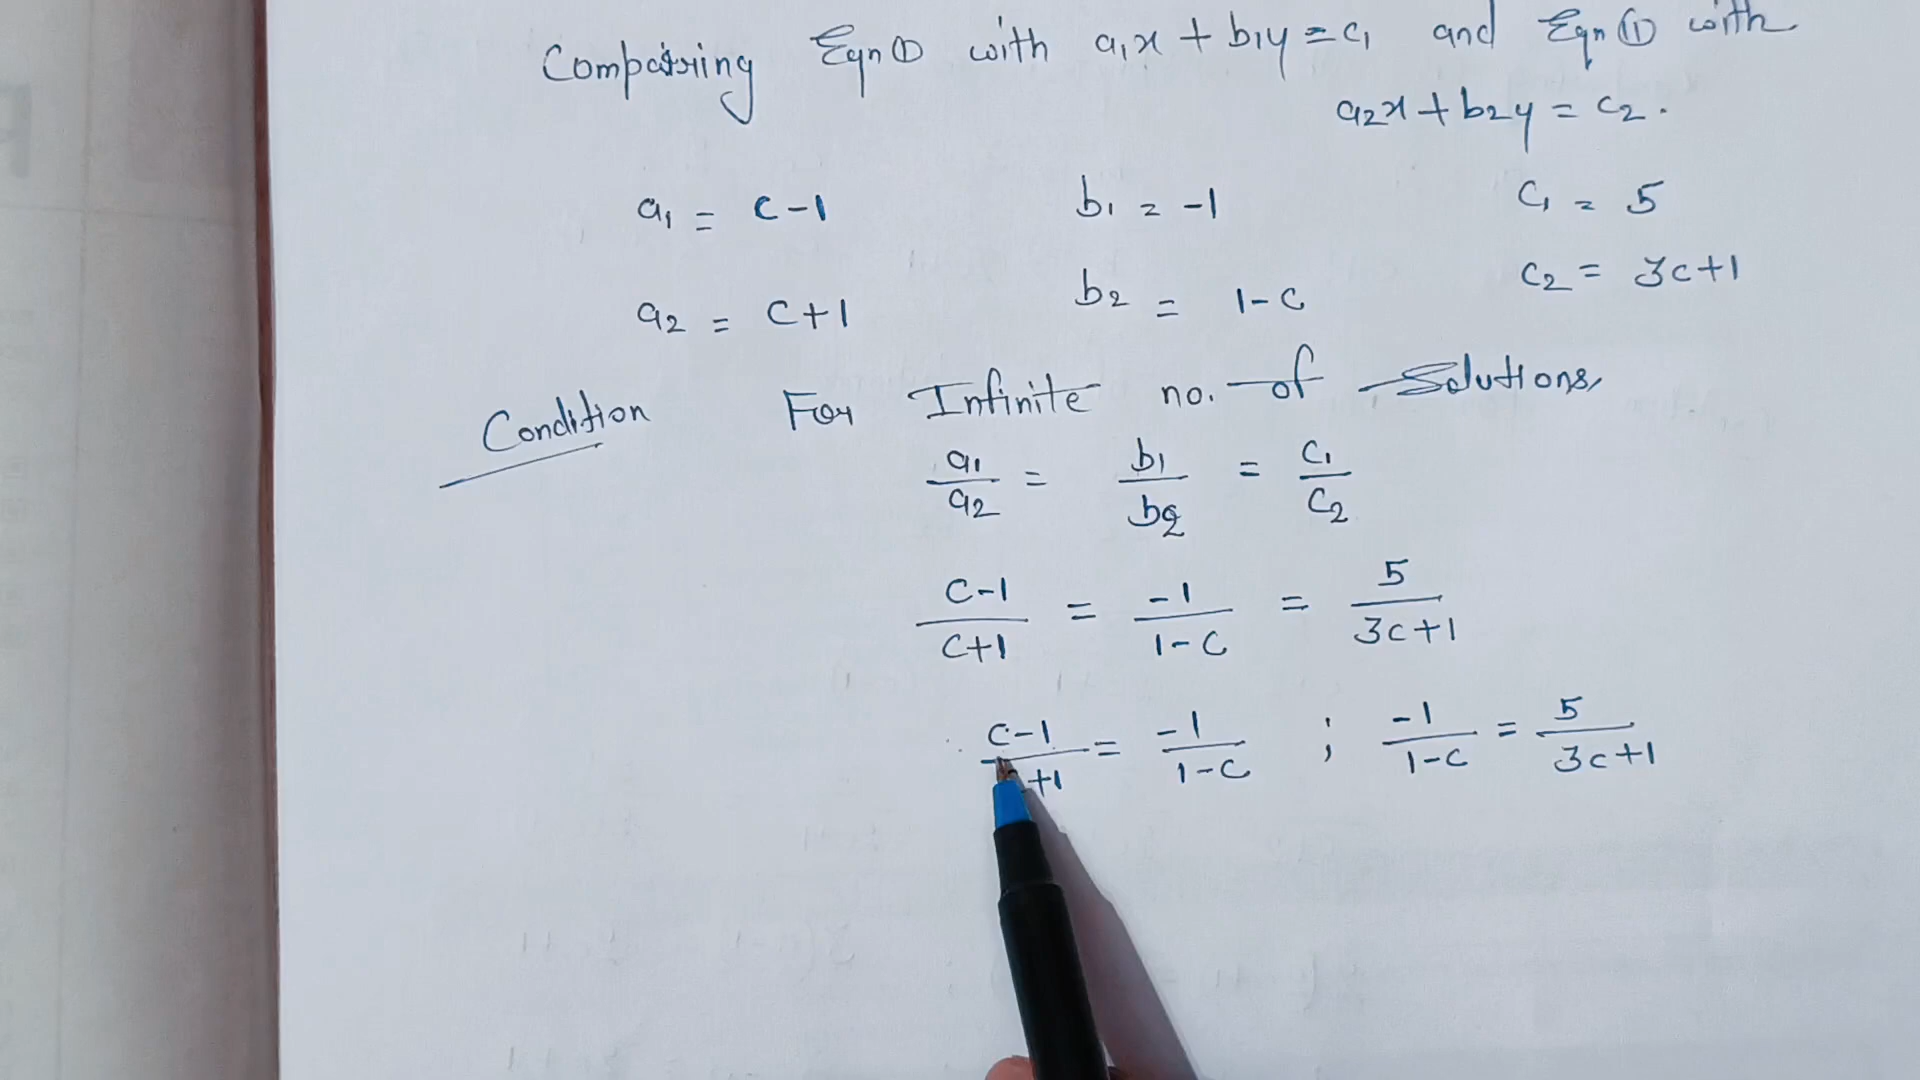 Comparing Eqn ① with a₁x + b₁y = c₁ and Eqn ⑪ with
a₂x + b₂y = c₂.
a₁ = c-1 b₁ = -1 c₁ = 5
a₂ = c+1 b₂ = 1-c c₂ = 3c+1
Condition For Infinite no. of Solutions,
a₁/a₂ = b₁/b₂ = c₁/c₂
c-1/c+1 = -1/1-c = 5/3c+1
c-1/+1 = -1/1-c ; -1/1-c = 5/3c+1